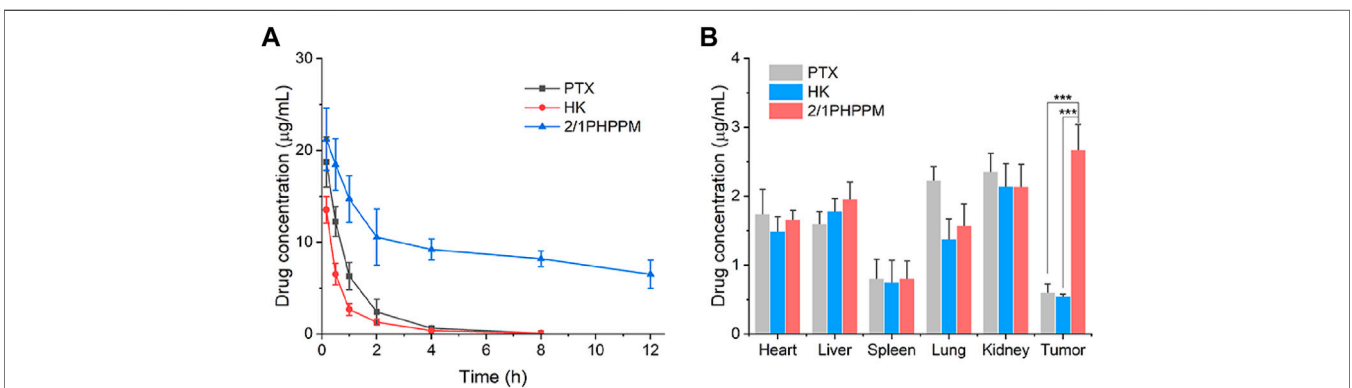 A
Drug concentration (μg/mL)
30
20
10
0
0 2 4 6 8 10 12
Time (h)
PTX
HK
2/1PHPPM
B
Drug concentration (μg/mL)
4
3
2
1
0
PTX
HK
2/1PHPPM
***
***
Heart Liver Spleen Lung Kidney Tumor